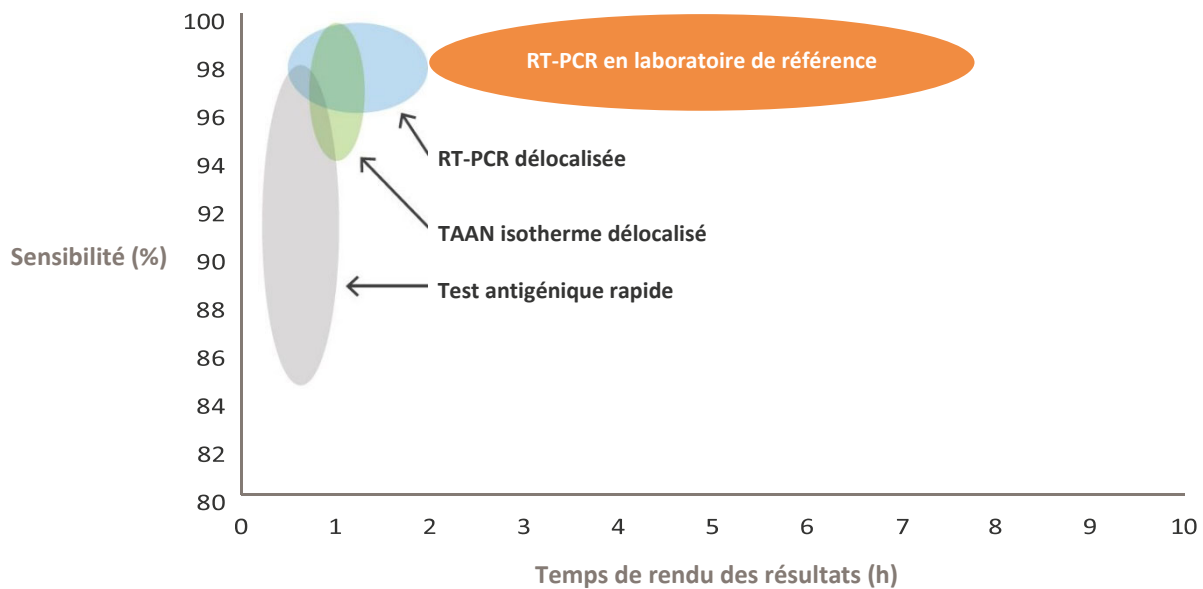 100
98
96
94
92
90
88
86
84
82
80
Sensibilité (%)
RT-PCR en laboratoire de référence
RT-PCR délocalisée
TAAN isotherme délocalisé
Test antigénique rapide
0 1 2 3 4 5 6 7 8 9 10
Temps de rendu des résultats (h)